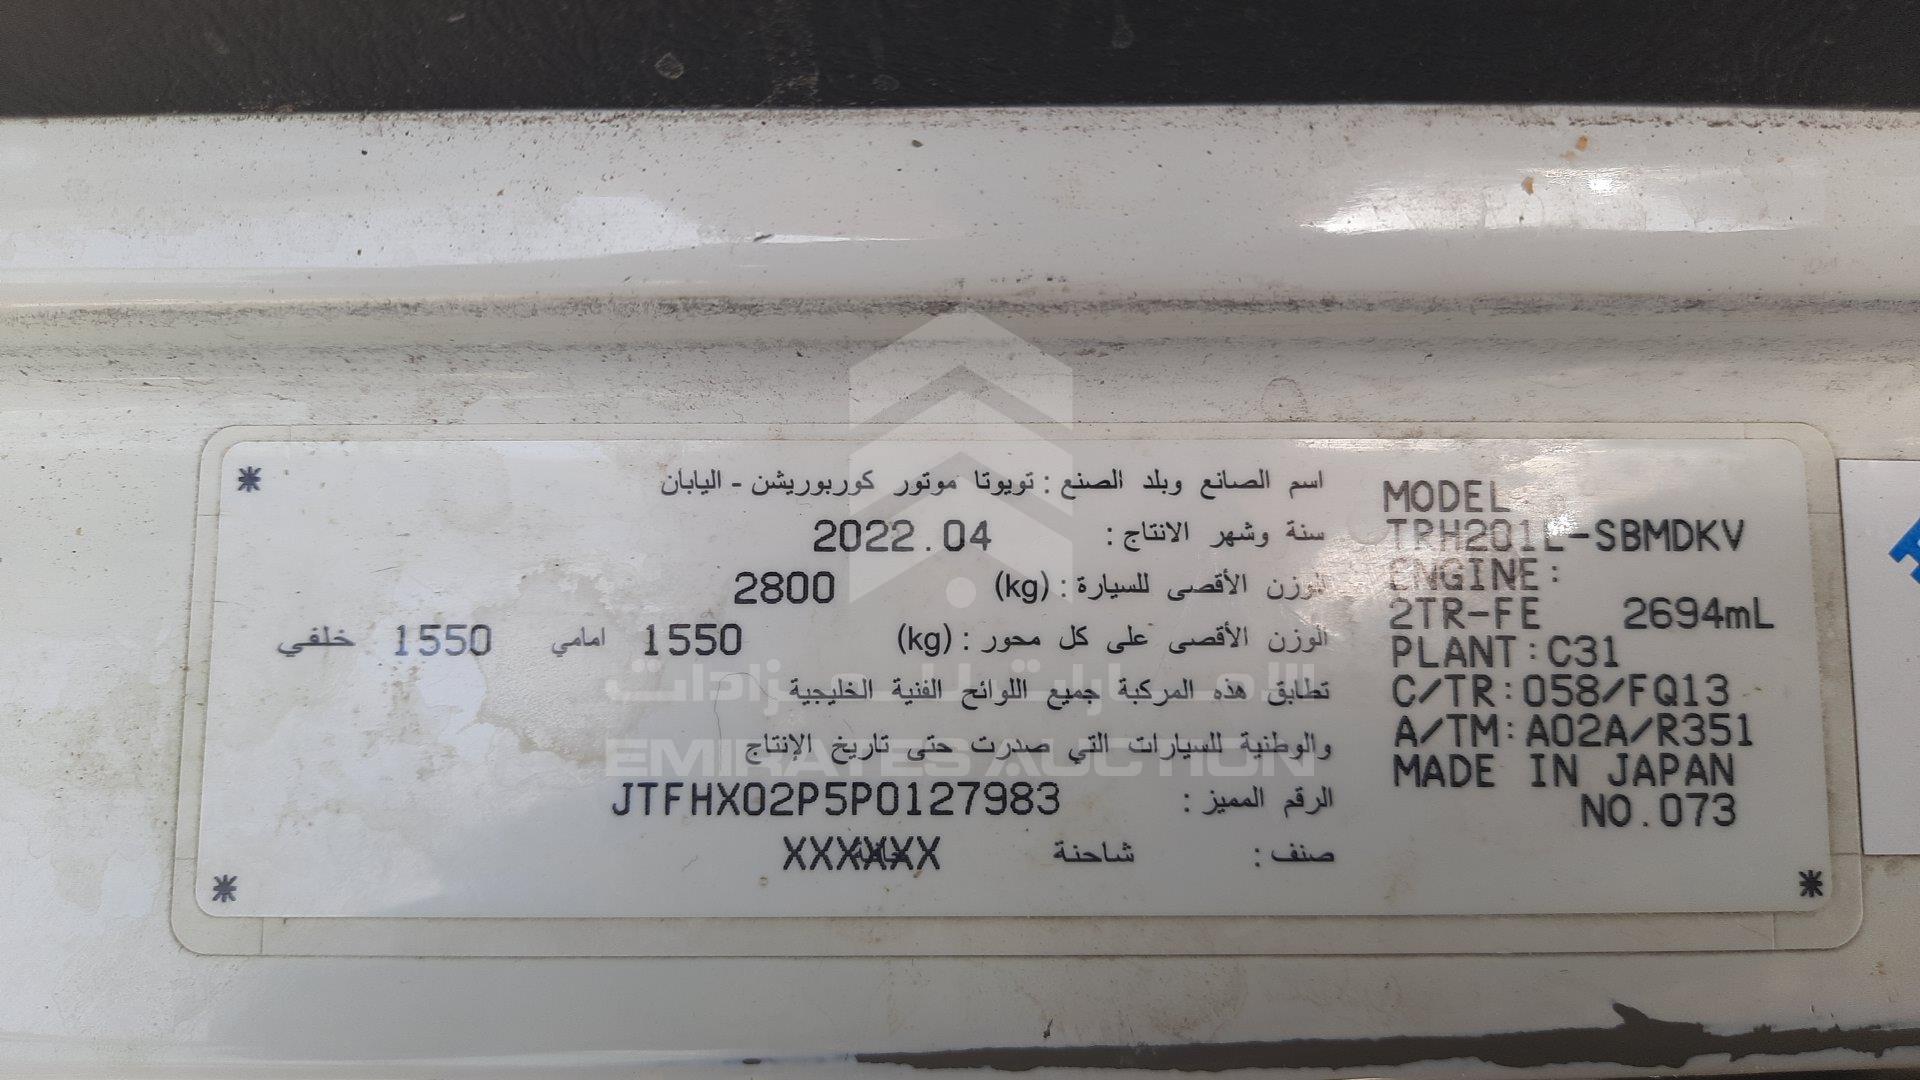 اسم الصانع وبلد الصنع : تويوتا موتور كوربوريشن - اليابان
سنة وشهر الانتاج : 2022.04
الوزن الأقصى للسيارة : (kg) 2800
الوزن الأقصى على كل محور : (kg) 1550 امامي 1550 خلفي
تطابق هذه المركبة جميع اللوائح الفنية الخليجية
والوطنية للسيارات التي صدرت حتى تاريخ الإنتاج
الرقم المميز : JTFHX02P5P0127983
صنف : شاحنة XXXXXX
MODEL
TRH201L-SBMDKV
ENGINE:
2TR-FE 2694mL
PLANT:C31
C/TR:058/FQ13
A/TM:A02A/R351
MADE IN JAPAN
NO.073
الإمارات للمزادات
EMIRATES AUCTION